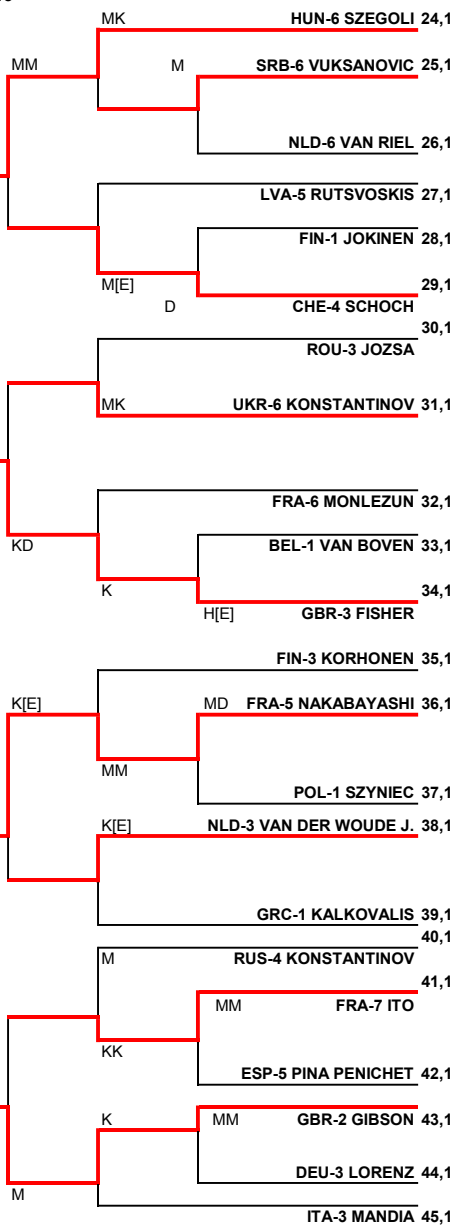 MK HUN-6 SZEGOLI 24,1
MM M SRB-6 VUKSANOVIC 25,1
NLD-6 VAN RIEL 26,1
LVA-5 RUTSVOSKIS 27,1
FIN-1 JOKINEN 28,1
M[E] 29,1
D CHE-4 SCHOCH
30,1
ROU-3 JOZSA
MK UKR-6 KONSTANTINOV 31,1
FRA-6 MONLEZUN 32,1
KD BEL-1 VAN BOVEN 33,1
K 34,1
H[E] GBR-3 FISHER
FIN-3 KORHONEN 35,1
K[E] MD FRA-5 NAKABAYASHI 36,1
MM
POL-1 SZYNIEC 37,1
K[E] NLD-3 VAN DER WOUDE J. 38,1
GRC-1 KALKOVALIS 39,1
40,1
M RUS-4 KONSTANTINOV
41,1
MM FRA-7 ITO
KK
ESP-5 PINA PENICHET 42,1
K MM GBR-2 GIBSON 43,1
DEU-3 LORENZ 44,1
M
ITA-3 MANDIA 45,1